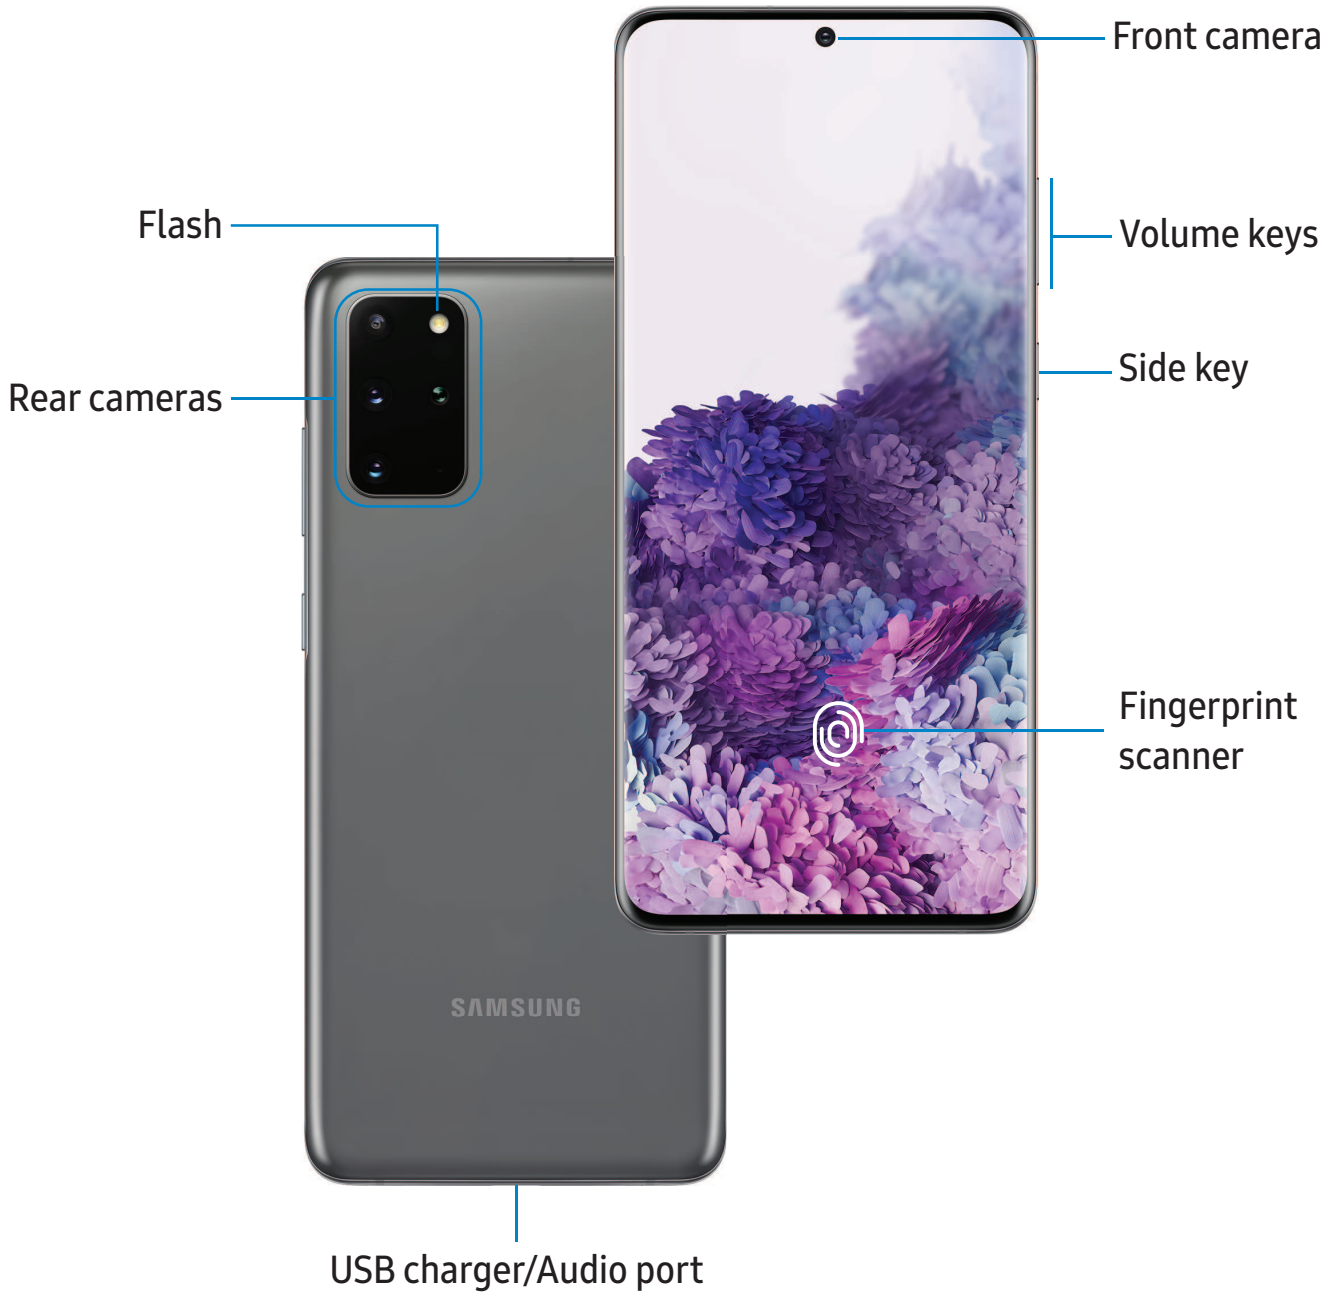 Front camera
Flash
Volume keys
Side key
Rear cameras
Fingerprint
scanner
SAMSUNG
USB charger/Audio port